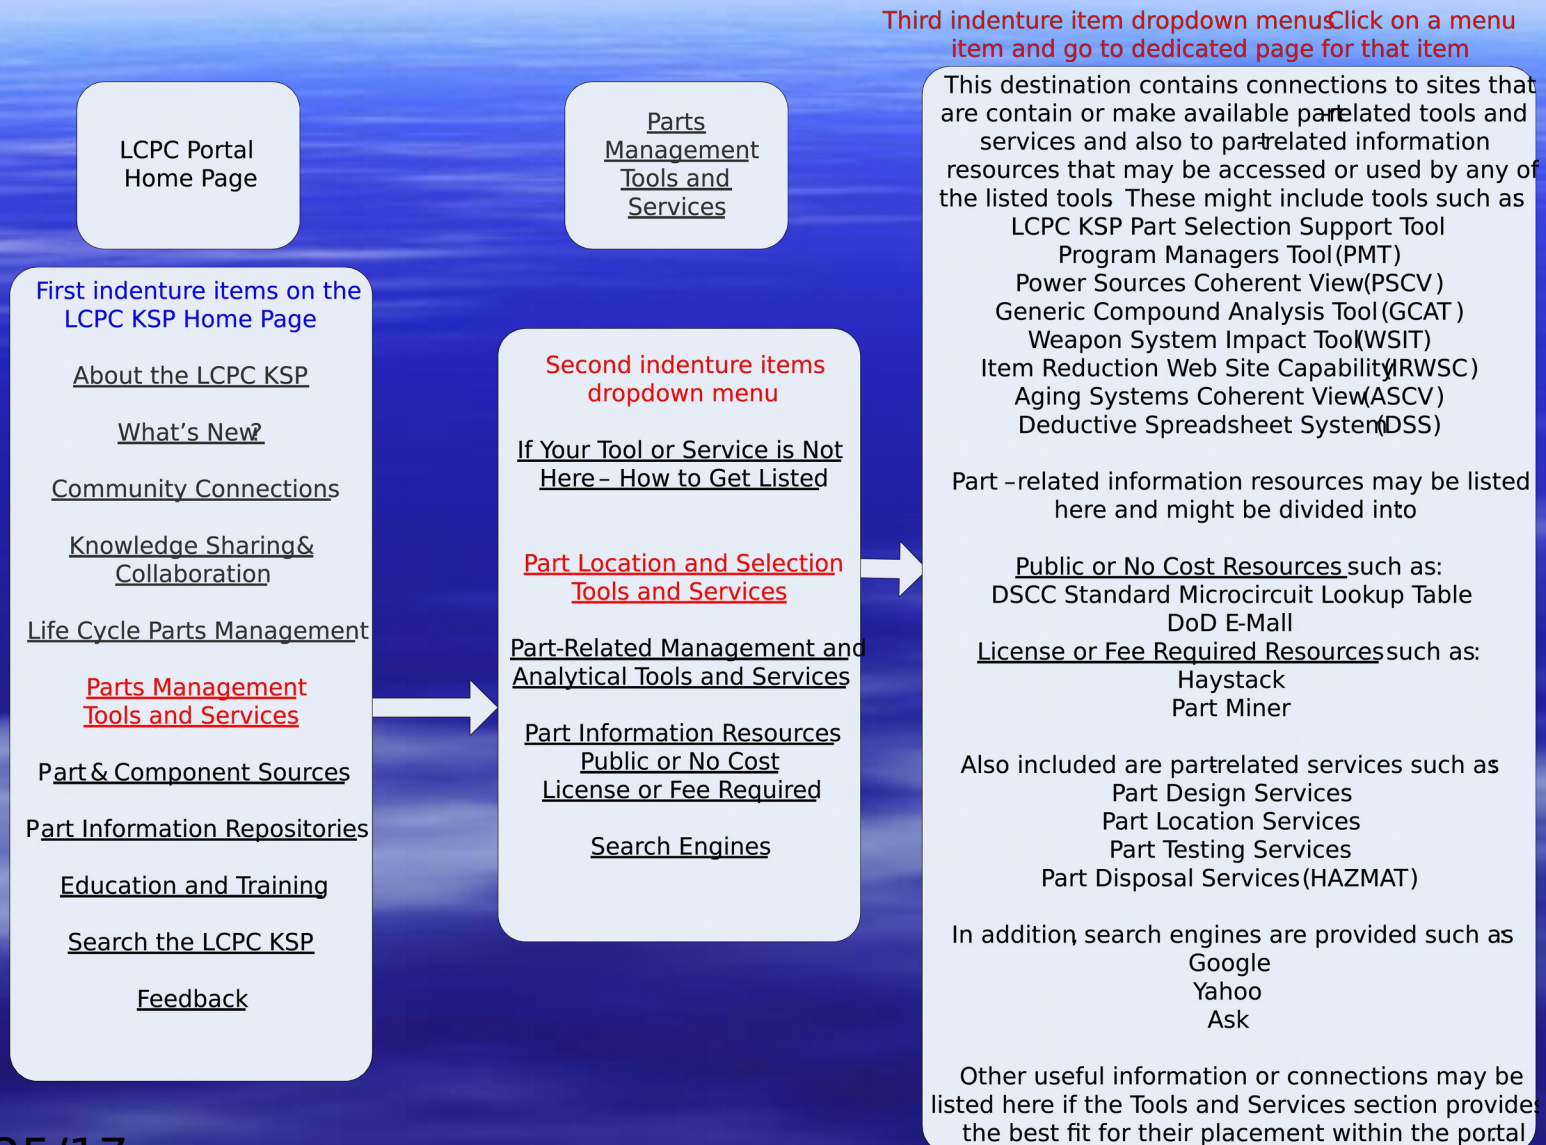 Third indenture item dropdown menus Click on a menu
item and go to dedicated page for that item
LCPC Portal
Home Page
Parts
Management
Tools and
Services
First indenture items on the
LCPC KSP Home Page
About the LCPC KSP
What’s New?
Community Connections
Knowledge Sharing &
Collaboration
Life Cycle Parts Management
Parts Management
Tools and Services
Part & Component Sources
Part Information Repositories
Education and Training
Search the LCPC KSP
Feedback
Second indenture items
dropdown menu
If Your Tool or Service is Not
Here – How to Get Listed
Part Location and Selection
Tools and Services
Part-Related Management and
Analytical Tools and Services
Part Information Resources
Public or No Cost
License or Fee Required
Search Engines
This destination contains connections to sites that
are contain or make available part-related tools and
services and also to part-related information
resources that may be accessed or used by any of
the listed tools. These might include tools such as:
LCPC KSP Part Selection Support Tool
Program Managers Tool (PMT)
Power Sources Coherent View (PSCV)
Generic Compound Analysis Tool (GCAT)
Weapon System Impact Tool (WSIT)
Item Reduction Web Site Capability (IRWSC)
Aging Systems Coherent View (ASCV)
Deductive Spreadsheet System (DSS)
Part –related information resources may be listed
here and might be divided into:
Public or No Cost Resources such as:
DSCC Standard Microcircuit Lookup Table
DoD E-Mall
License or Fee Required Resources such as:
Haystack
Part Miner
Also included are part-related services such as:
Part Design Services
Part Location Services
Part Testing Services
Part Disposal Services (HAZMAT)
In addition, search engines are provided such as:
Google
Yahoo
Ask
Other useful information or connections may be
listed here if the Tools and Services section provides
the best fit for their placement within the portal